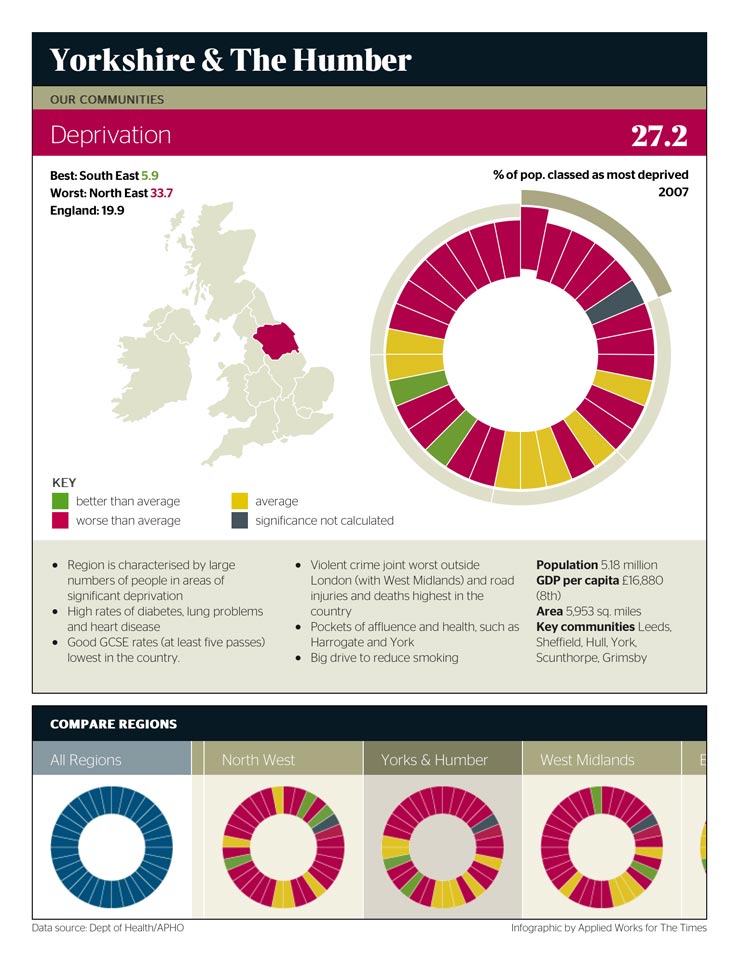 Yorkshire & The Humber
OUR COMMUNITIES
Deprivation 27.2
Best: South East 5.9
Worst: North East 33.7
England: 19.9
% of pop. classed as most deprived
2007
KEY
better than average
worse than average
average
significance not calculated
• Region is characterised by large
numbers of people in areas of
significant deprivation
• High rates of diabetes, lung problems
and heart disease
• Good GCSE rates (at least five passes)
lowest in the country.
• Violent crime joint worst outside
London (with West Midlands) and road
injuries and deaths highest in the
country
• Pockets of affluence and health, such as
Harrogate and York
• Big drive to reduce smoking
Population 5.18 million
GDP per capita £16,880
(8th)
Area 5,953 sq. miles
Key communities Leeds,
Sheffield, Hull, York,
Scunthorpe, Grimsby
COMPARE REGIONS
All Regions
North West
Yorks & Humber
West Midlands
E
Data source: Dept of Health/APHO
Infographic by Applied Works for The Times